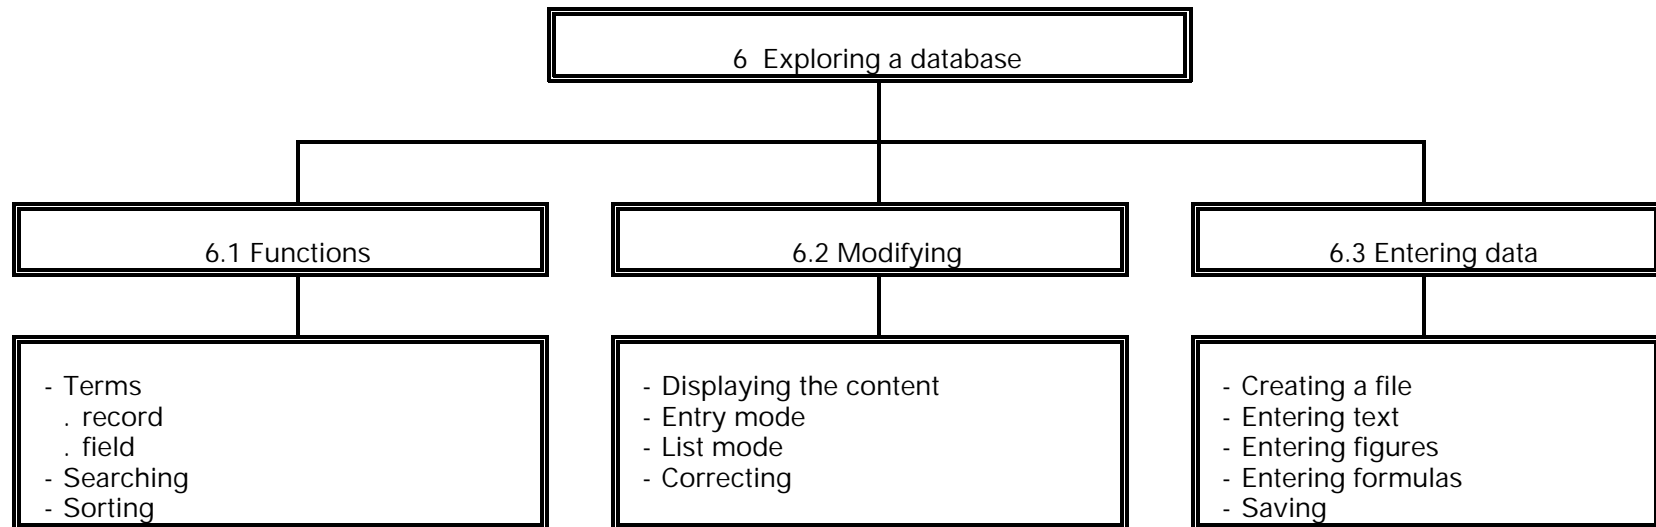 6 Exploring a database
6.1 Functions
6.2 Modifying
6.3 Entering data
- Terms
. record
. field
- Searching
- Sorting
- Displaying the content
- Entry mode
- List mode
- Correcting
- Creating a file
- Entering text
- Entering figures
- Entering formulas
- Saving